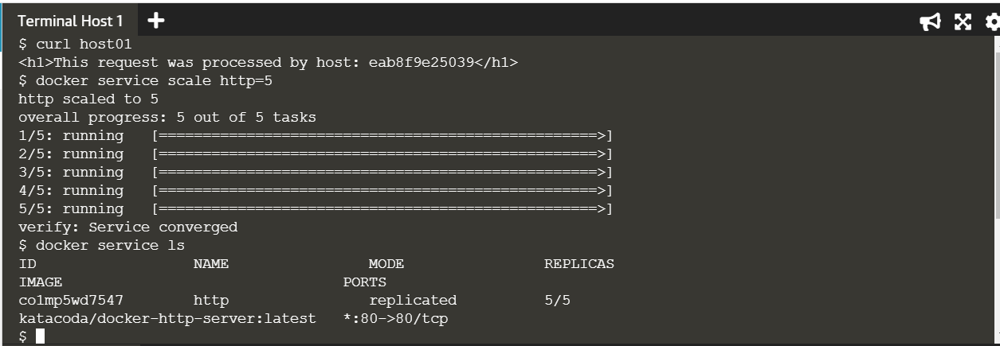 Terminal Host 1
$ curl host01
<h1>This request was processed by host: eab8f9e25039</h1>
$ docker service scale http=5
http scaled to 5
overall progress: 5 out of 5 tasks
1/5: running   [==================================================>]
2/5: running   [==================================================>]
3/5: running   [==================================================>]
4/5: running   [==================================================>]
5/5: running   [==================================================>]
verify: Service converged
$ docker service ls
ID                  NAME                MODE                REPLICAS
IMAGE                                PORTS
co1mp5wd7547        http                replicated          5/5
katacoda/docker-http-server:latest   *:80->80/tcp
$